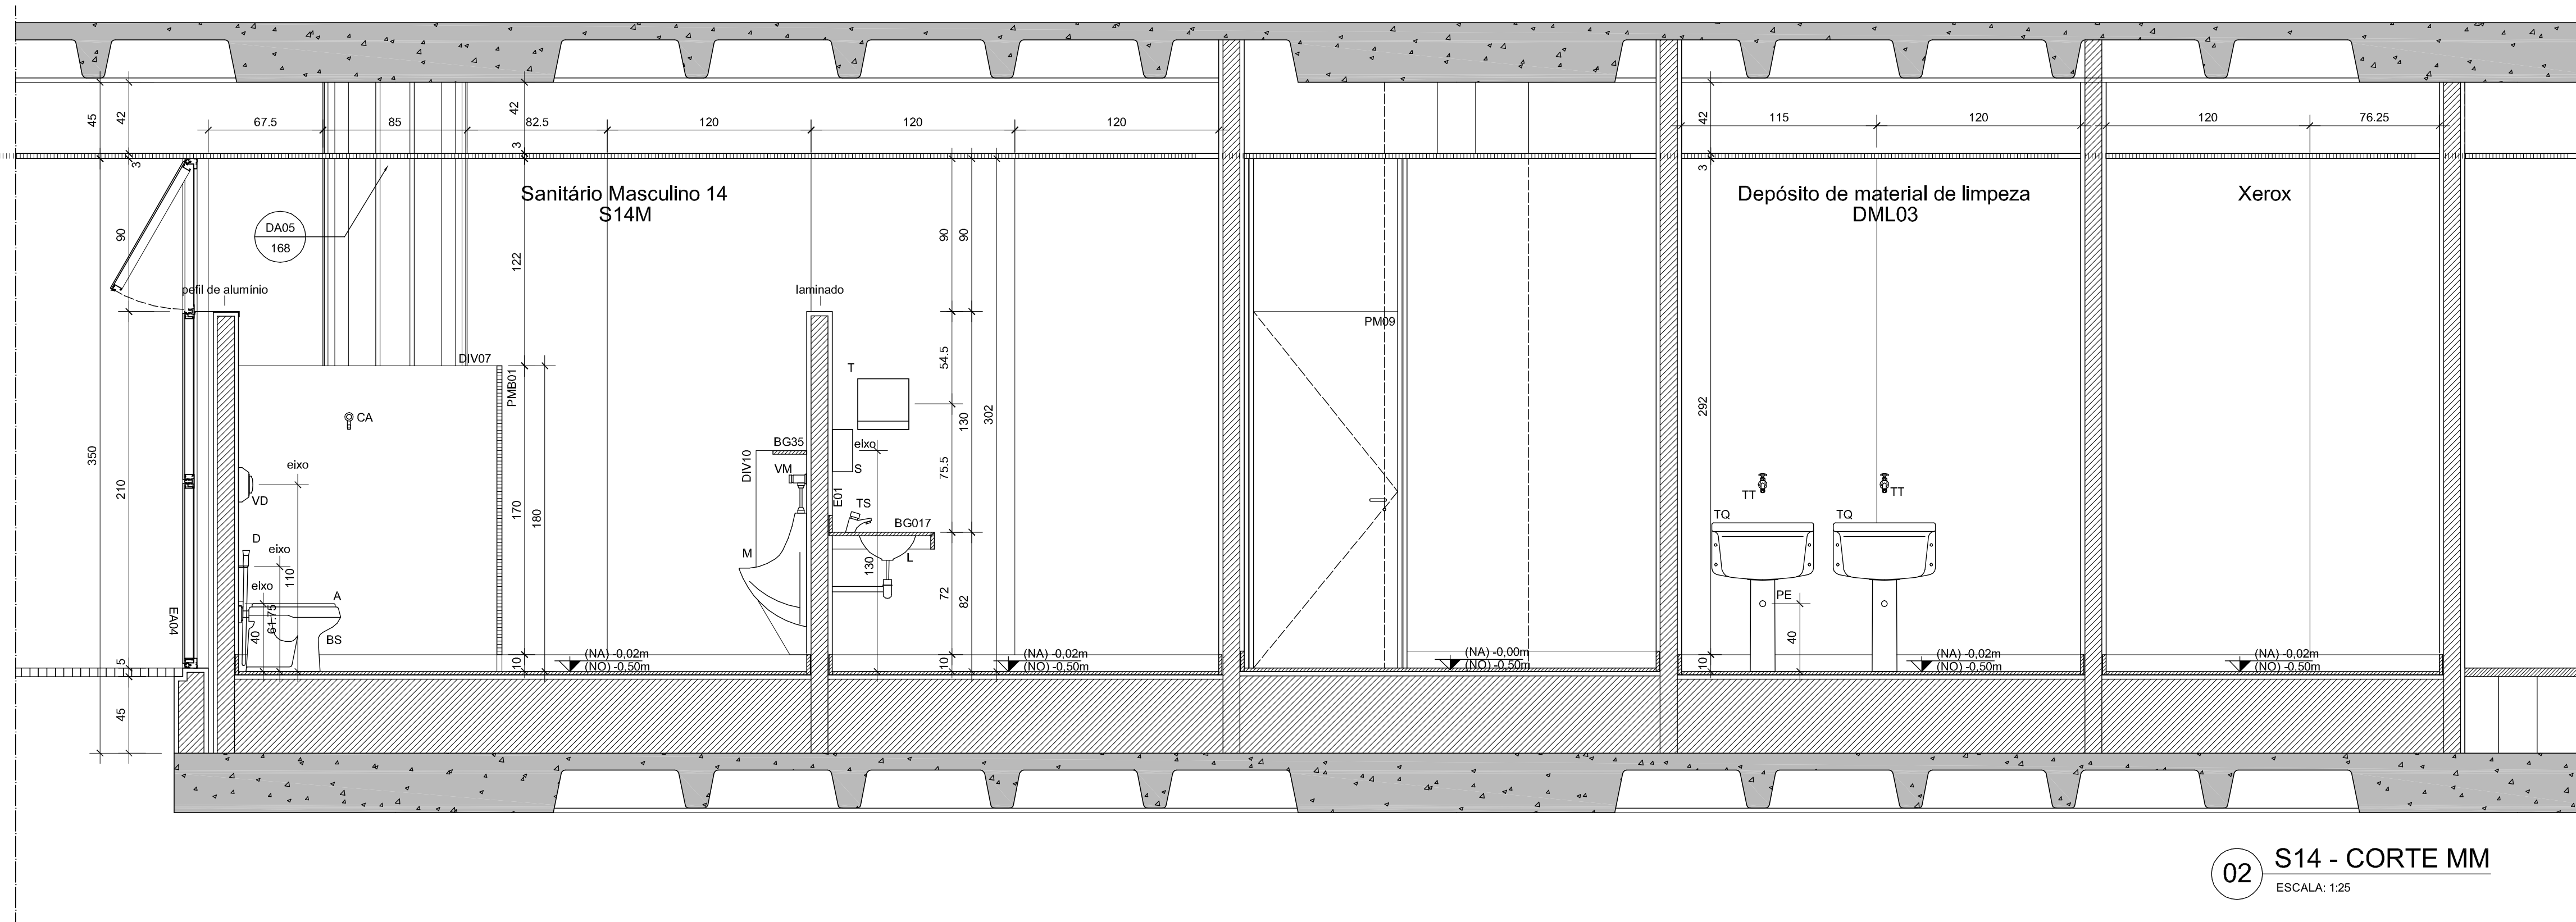 45
42
3
67.5
85
42
3
82.5
120
120
120
42
3
115
120
120
76.25
Sanitário Masculino 14
S14M
Depósito de material de limpeza
DML03
Xerox
DA05
168
90
pefil de alumínio
122
laminado
90
90
PM09
DIV07
PMB01
CA
T
54.5
130
302
350
210
eixo
VD
170
180
DIV10
BG35
VM
eixo
S
E01
TS
BG017
75.5
292
TT
TT
TQ
TQ
D
eixo
110
eixo
61.75
40
A
BS
M
L
130
72
82
PE
40
EA04
5
45
10
(NA) -0,02m
(NO) -0,50m
10
(NA) -0,02m
(NO) -0,50m
(NA) -0,00m
(NO) -0,50m
10
(NA) -0,02m
(NO) -0,50m
(NA) -0,02m
(NO) -0,50m
02
S14 - CORTE MM
ESCALA: 1:25